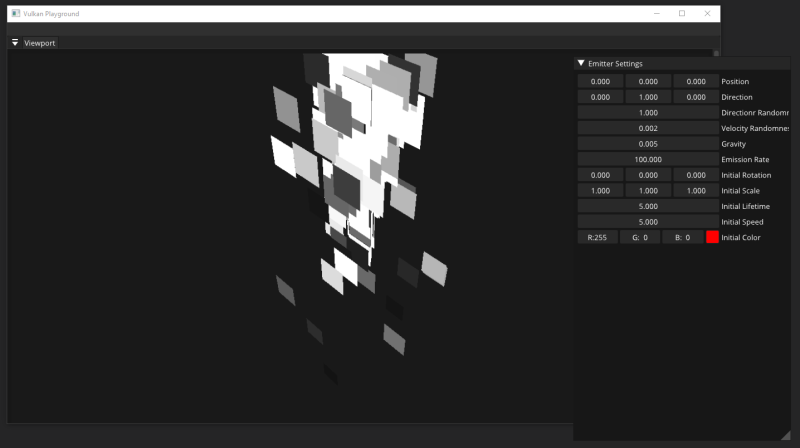 Vulkan Playground
Viewport
Emitter Settings
0.000 0.000 0.000 Position
0.000 1.000 0.000 Direction
1.000 Directionr Randomr
0.002 Velocity Randomnes
0.005 Gravity
100.000 Emission Rate
0.000 0.000 0.000 Initial Rotation
1.000 1.000 1.000 Initial Scale
5.000 Initial Lifetime
5.000 Initial Speed
R:255 G: 0 B: 0 Initial Color